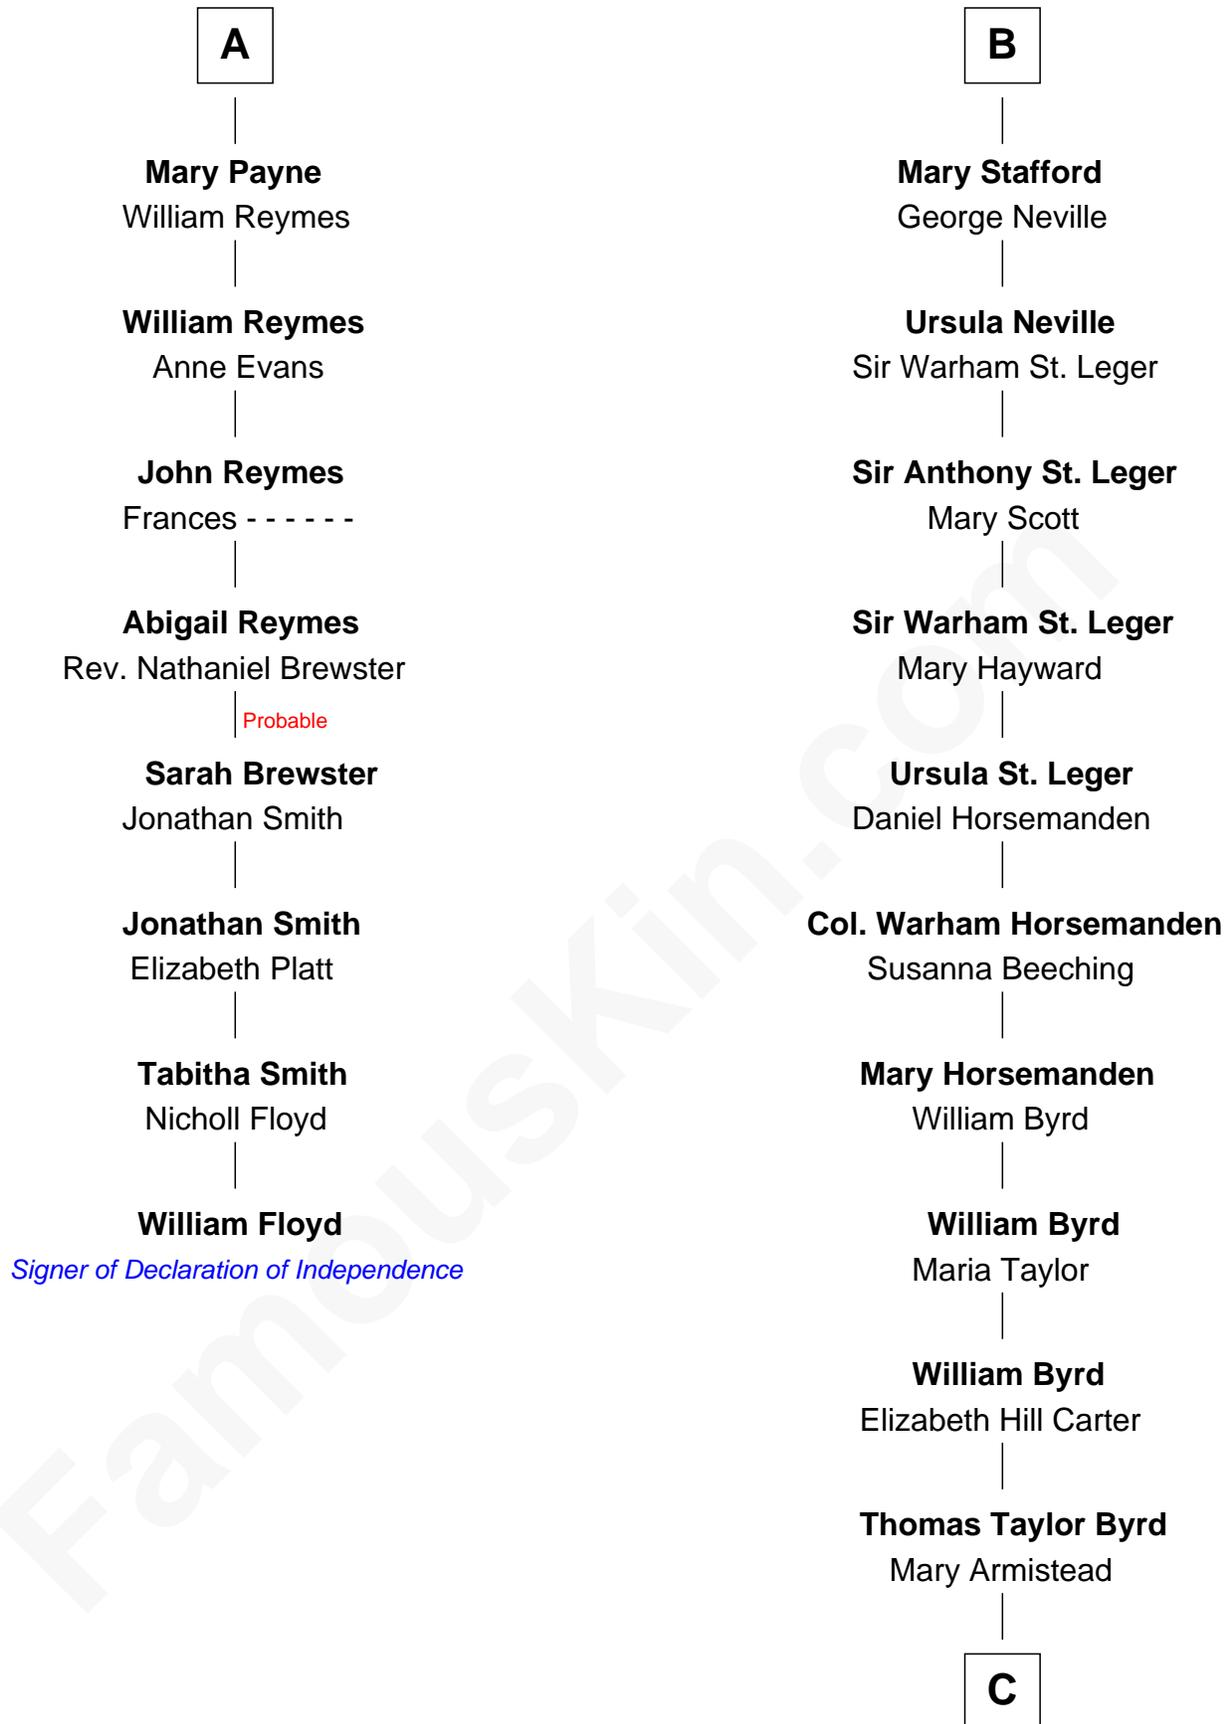 A
Mary Payne
William Reymes
William Reymes
Anne Evans
John Reymes
Frances - - - - - -
Abigail Reymes
Rev. Nathaniel Brewster
Probable
Sarah Brewster
Jonathan Smith
Jonathan Smith
Elizabeth Platt
Tabitha Smith
Nicholl Floyd
William Floyd
Signer of Declaration of Independence
B
Mary Stafford
George Neville
Ursula Neville
Sir Warham St. Leger
Sir Anthony St. Leger
Mary Scott
Sir Warham St. Leger
Mary Hayward
Ursula St. Leger
Daniel Horsemanden
Col. Warham Horsemanden
Susanna Beeching
Mary Horsemanden
William Byrd
William Byrd
Maria Taylor
William Byrd
Elizabeth Hill Carter
Thomas Taylor Byrd
Mary Armistead
C
FamousKin.com